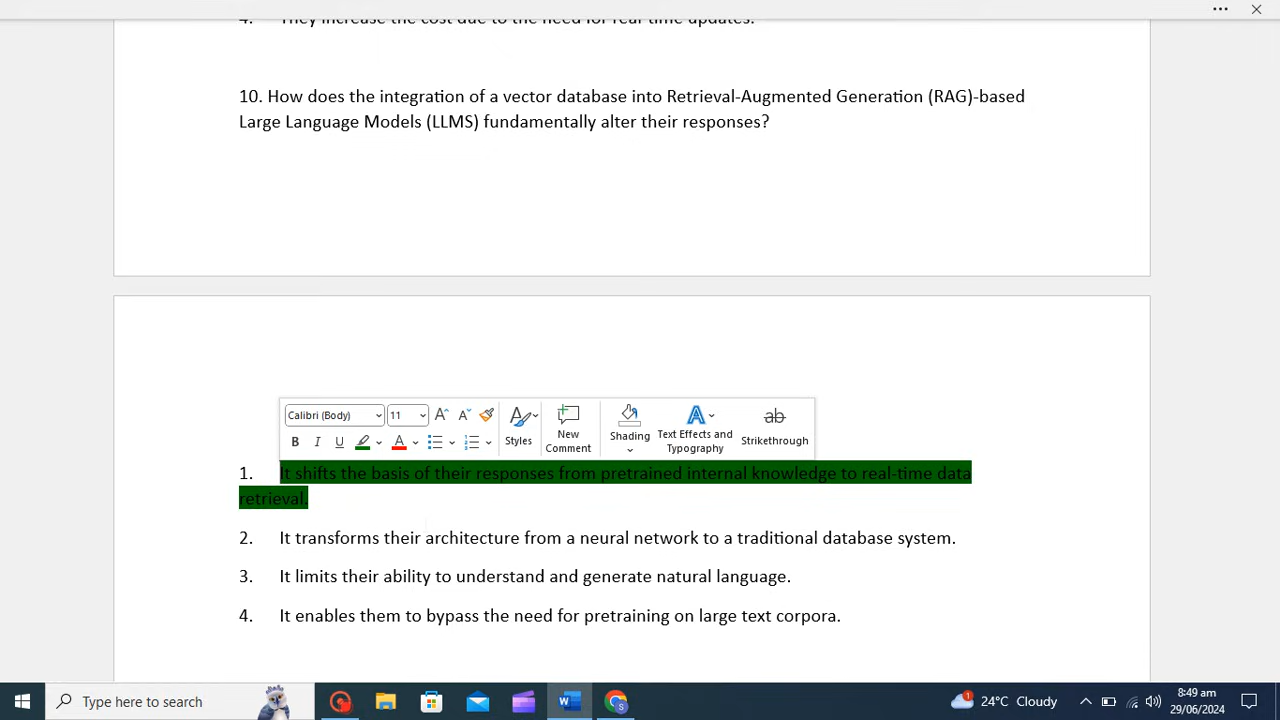 4. They increase the cost due to the need for real-time updates.
10. How does the integration of a vector database into Retrieval-Augmented Generation (RAG)-based
Large Language Models (LLMS) fundamentally alter their responses?
Calibri (Body) 11
Styles
New
Comment
Shading
Text Effects and
Typography
ab
Strikethrough
B I U A
1. It shifts the basis of their responses from pretrained internal knowledge to real-time data
retrieval.
2. It transforms their architecture from a neural network to a traditional database system.
3. It limits their ability to understand and generate natural language.
4. It enables them to bypass the need for pretraining on large text corpora.
Type here to search
1
24°C Cloudy
8:49 am
29/06/2024